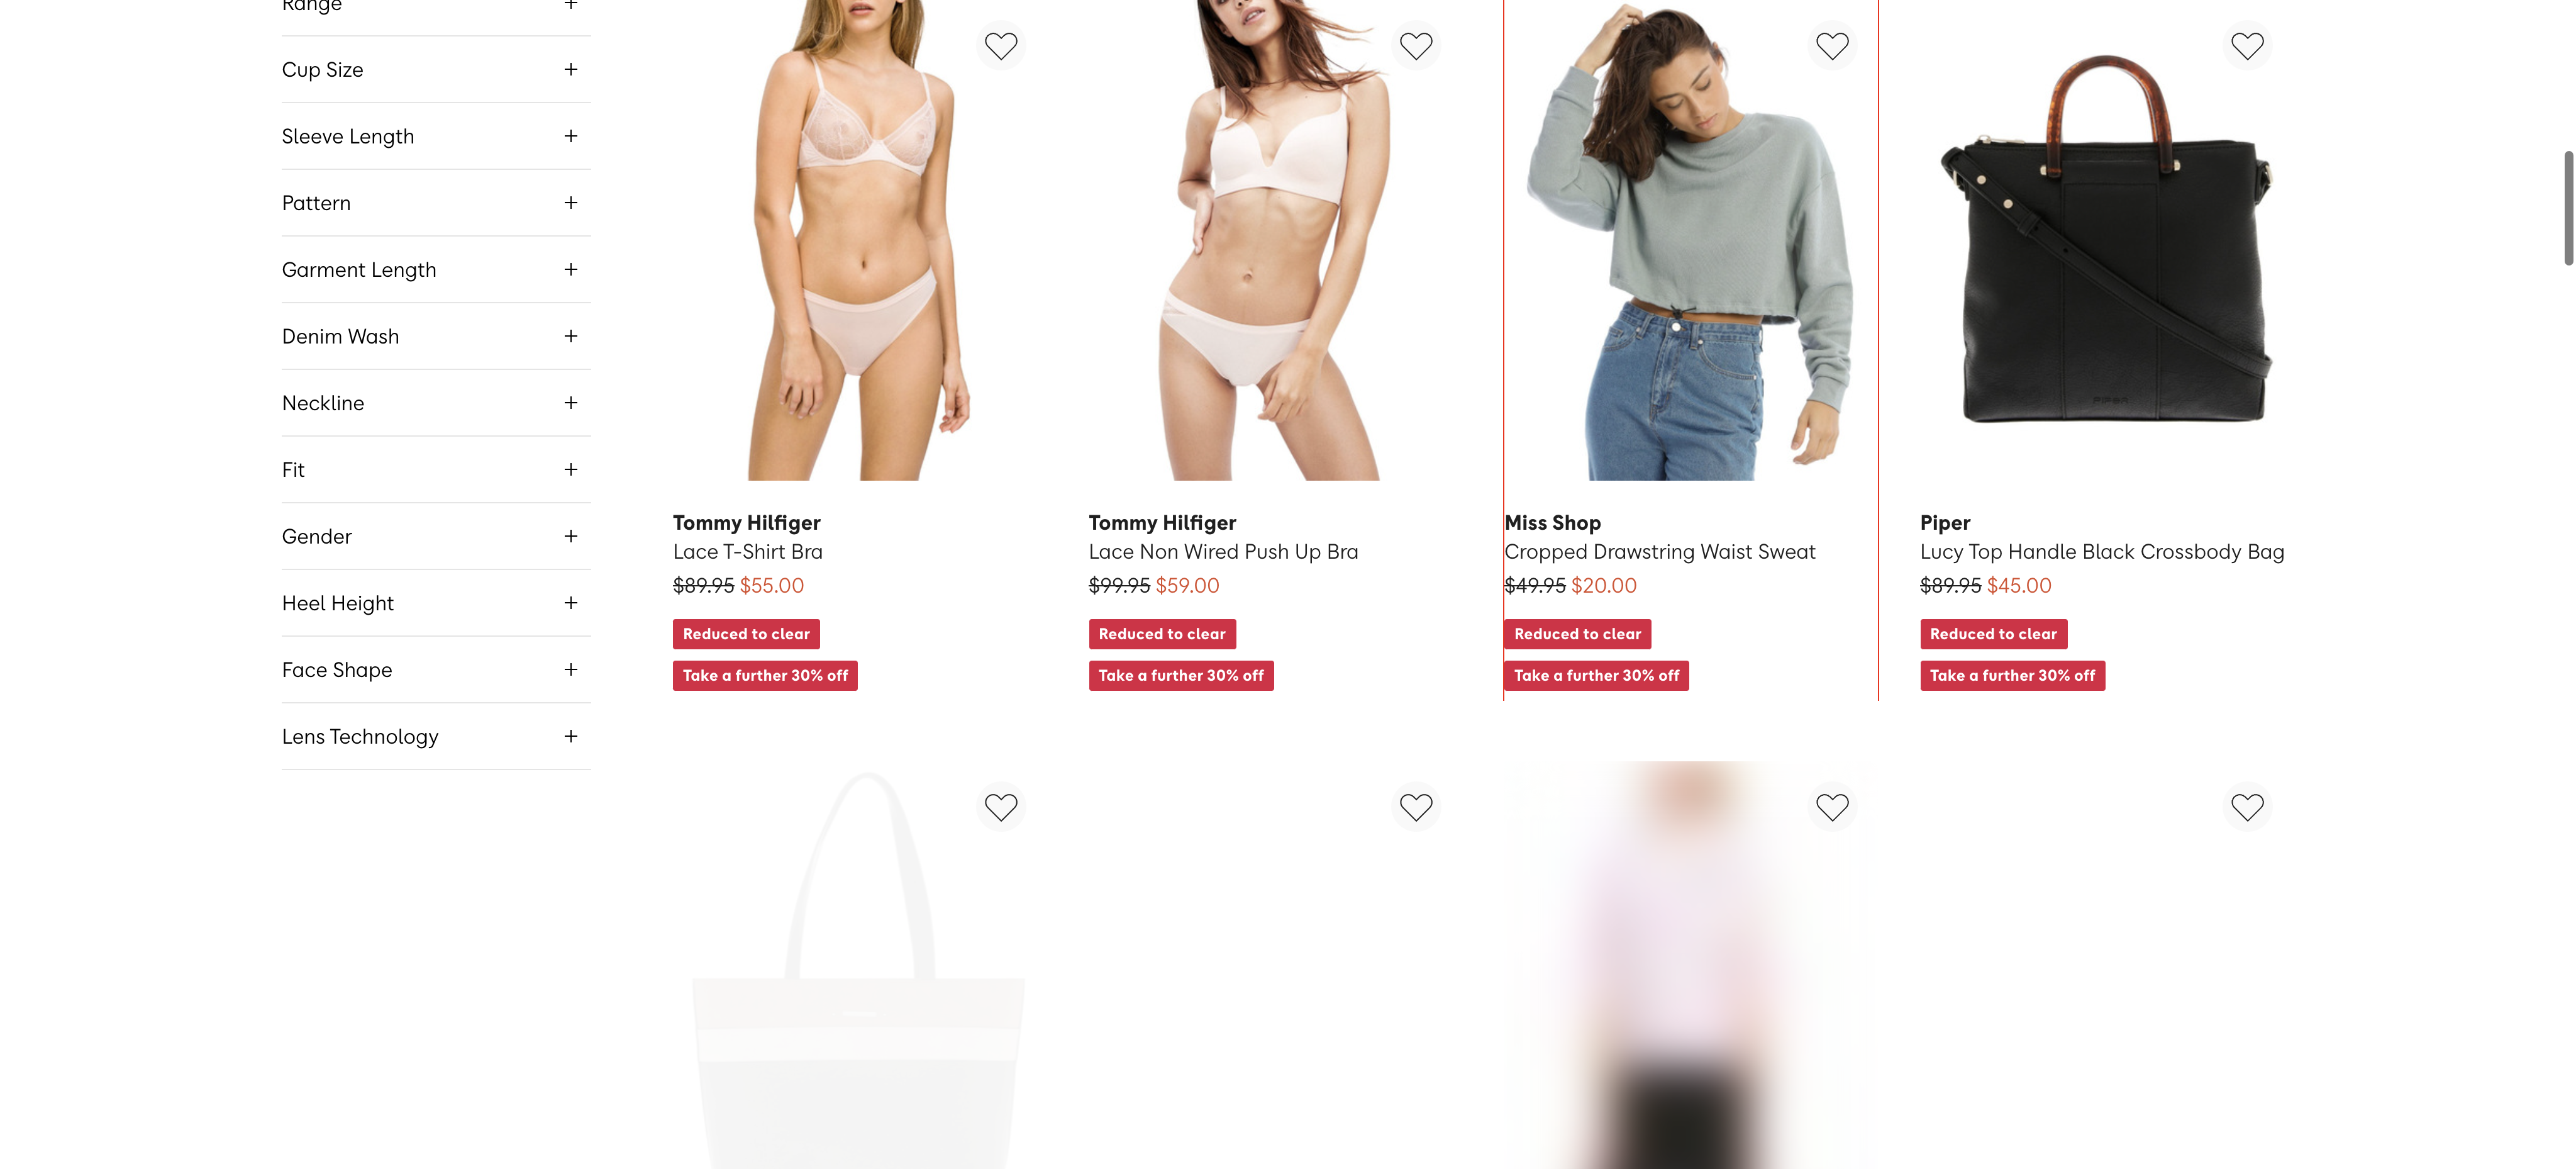 Range
Cup Size
Sleeve Length
Pattern
Garment Length
Denim Wash
Neckline
Fit
Gender
Heel Height
Face Shape
Lens Technology
Tommy Hilfiger
Lace T-Shirt Bra
$89.95 $55.00
Reduced to clear
Take a further 30% off
Tommy Hilfiger
Lace Non Wired Push Up Bra
$99.95 $59.00
Reduced to clear
Take a further 30% off
Miss Shop
Cropped Drawstring Waist Sweat
$49.95 $20.00
Reduced to clear
Take a further 30% off
PIPER
Piper
Lucy Top Handle Black Crossbody Bag
$89.95 $45.00
Reduced to clear
Take a further 30% off